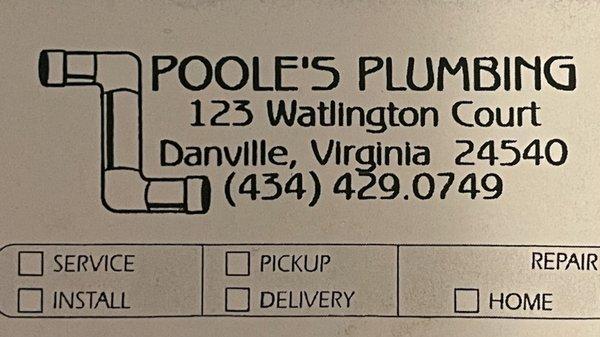 POOLE'S PLUMBING
123 Watlington Court
Danville, Virginia 24540
(434) 429.0749
SERVICE PICKUP REPAIR
INSTALL DELIVERY HOME